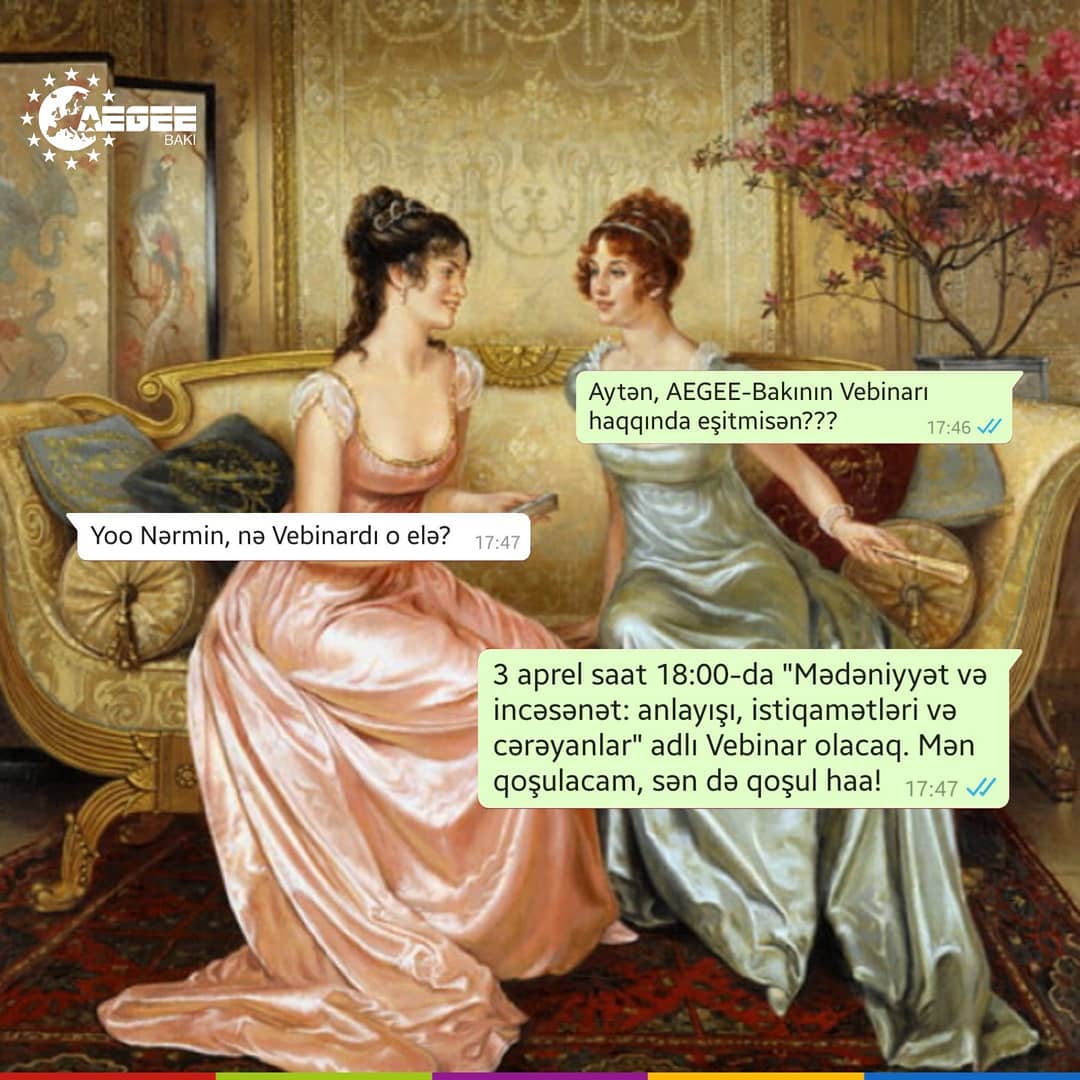 AEGEE
BAKI
Aytən, AEGEE-Bakının Vebinarı
haqqında eşitmisən???
17:46
Yoo Nərmin, nə Vebinardı o elə?
17:47
3 aprel saat 18:00-da "Mədəniyyət və
incəsənət: anlayışı, istiqamətləri və
cərəyanlar" adlı Vebinar olacaq. Mən
qoşulacam, sən də qoşul haa!
17:47